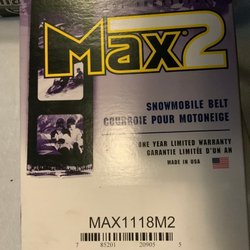 Max2
SNOWMOBILE BELT
COURROIE POUR MOTONEIGE
ONE YEAR LIMITED WARRANTY
GARANTIE LIMITÉE D'UN AN
MADE IN USA
MAX1118M2
7 85201 20905 5